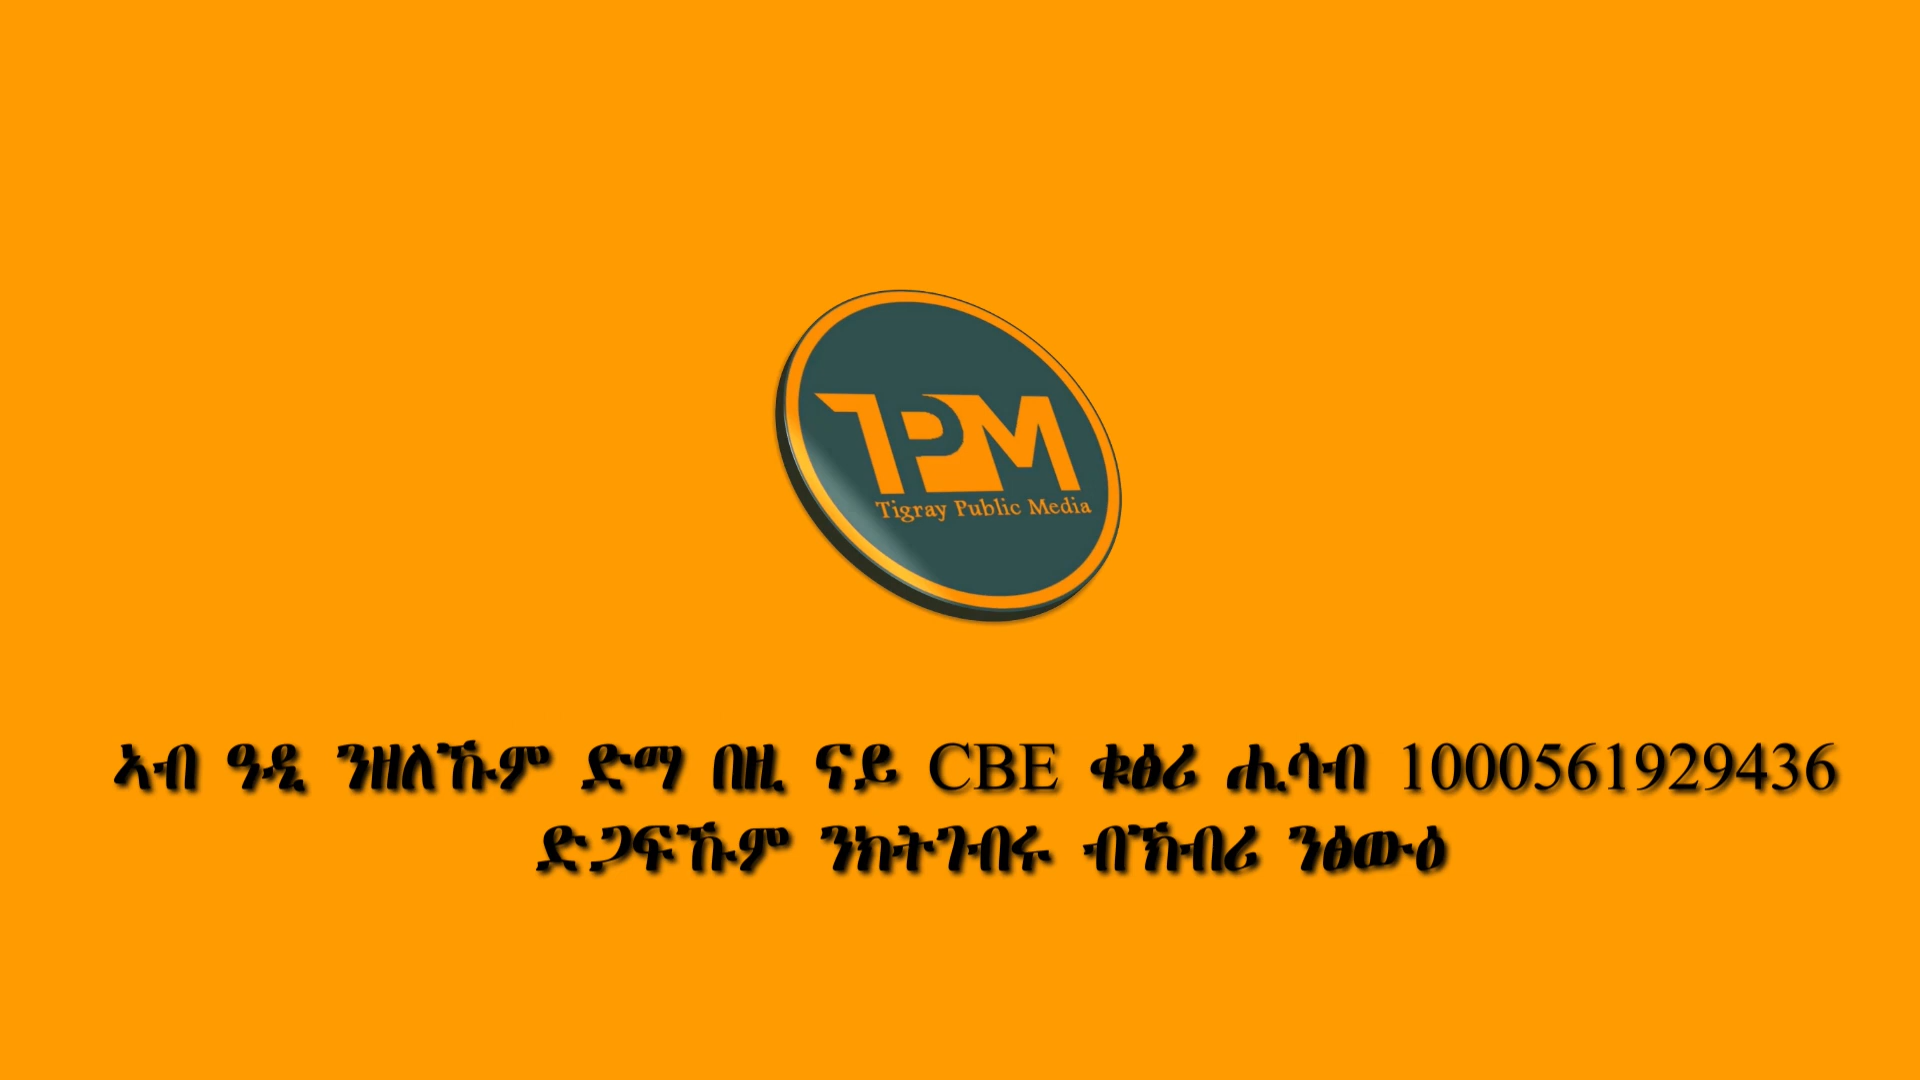 TPM
Tigray Public Media
ኣብ ዓዲ ንዘለኹም ድማ በዚ ናይ CBE ቁፅሪ ሒሳብ 1000561929436
ድጋፍኹም ንክትገብሩ ብኽብሪ ንፅውዕ